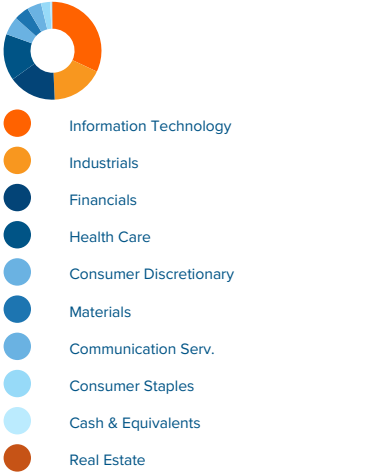 Information Technology
Industrials
Financials
Health Care
Consumer Discretionary
Materials
Communication Serv.
Consumer Staples
Cash & Equivalents
Real Estate